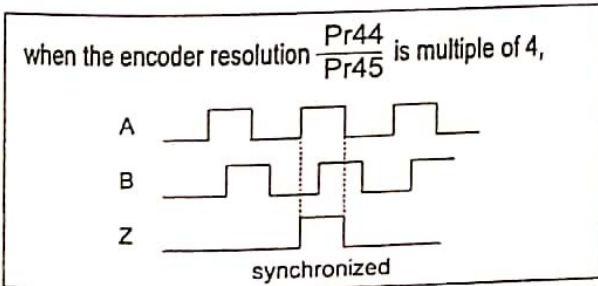 when the encoder resolution Pr44/Pr45 is multiple of 4,
A
B
Z
synchronized